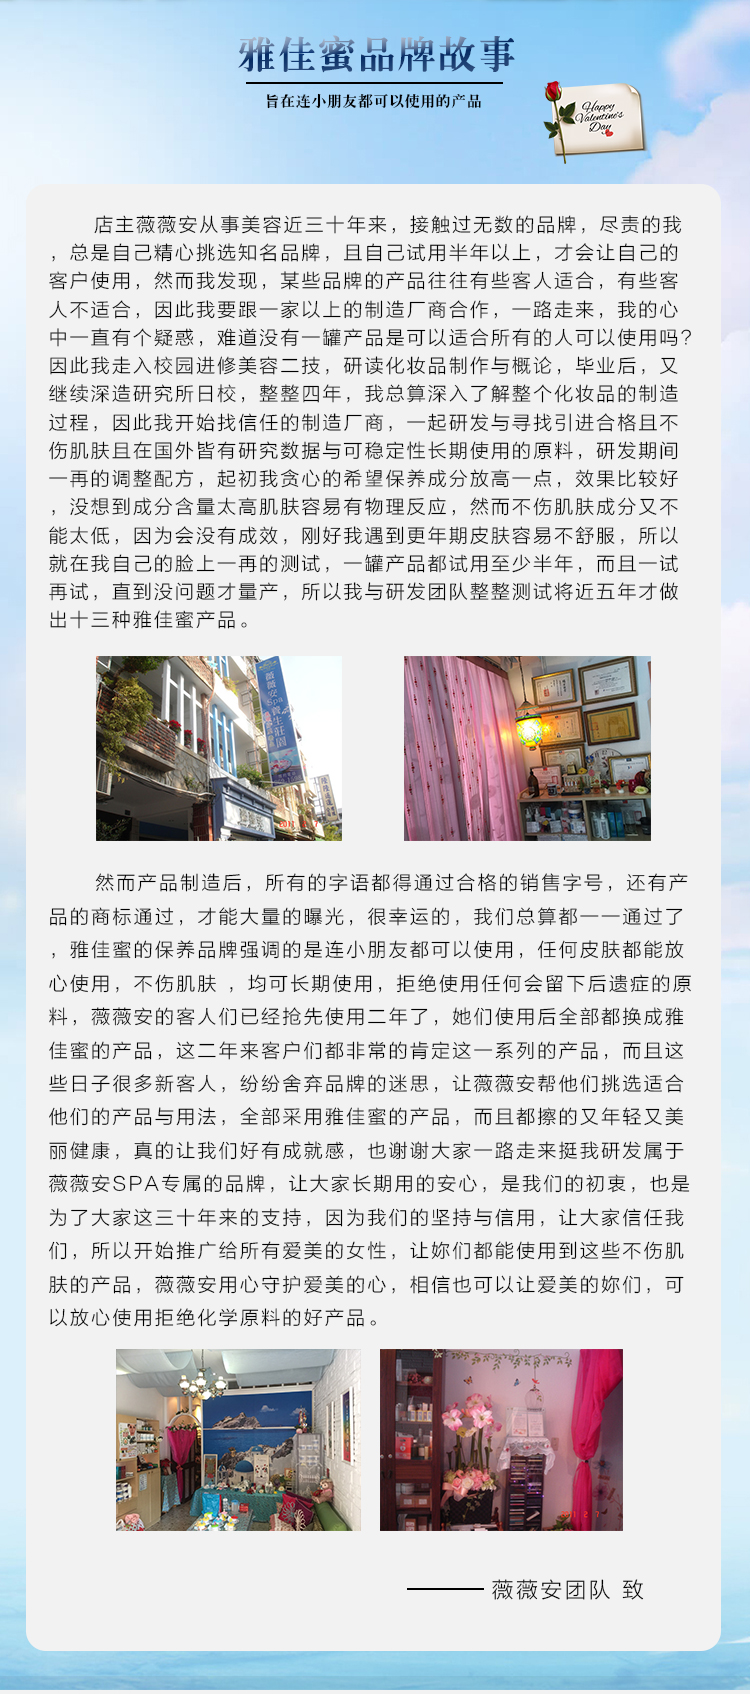 雅佳蜜品牌故事
旨在连小朋友都可以使用的产品
Happy
Valentine's
Day
店主薇薇安从事美容近三十年来，接触过无数的品牌，尽责的我
，总是自己精心挑选知名品牌，且自己试用半年以上，才会让自己的
客户使用，然而我发现，某些品牌的产品往往有些客人适合，有些客
人不适合，因此我要跟一家以上的制造厂商合作，一路走来，我的心
中一直有个疑惑，难道没有一罐产品是可以适合所有的人可以使用吗？
因此我走入校园进修美容二技，研读化妆品制作与概论，毕业后，又
继续深造研究所日校，整整四年，我总算深入了解整个化妆品的制造
过程，因此我开始找信任的制造厂商，一起研发与寻找引进合格且不
伤肌肤且在国外皆有研究数据与可稳定性长期使用的原料，研发期间
一再的调整配方，起初我贪心的希望保养成分放高一点，效果比较好
，没想到成分含量太高肌肤容易有物理反应，然而不伤肌肤成分又不
能太低，因为会没有成效，刚好我遇到更年期皮肤容易不舒服，所以
就在我自己的脸上一再的测试，一罐产品都试用至少半年，而且一试
再试，直到没问题才量产，所以我与研发团队整整测试将近五年才做
出十三种雅佳蜜产品。
薇薇安Spa養生莊園
然而产品制造后，所有的字语都得通过合格的销售字号，还有产
品的商标通过，才能大量的曝光，很幸运的，我们总算都一一通过了
，雅佳蜜的保养品牌强调的是连小朋友都可以使用，任何皮肤都能放
心使用，不伤肌肤 ，均可长期使用，拒绝使用任何会留下后遗症的原
料，薇薇安的客人们已经抢先使用二年了，她们使用后全部都换成雅
佳蜜的产品，这二年来客户们都非常的肯定这一系列的产品，而且这
些日子很多新客人，纷纷舍弃品牌的迷思，让薇薇安帮他们挑选适合
他们的产品与用法，全部采用雅佳蜜的产品，而且都擦的又年轻又美
丽健康，真的让我们好有成就感，也谢谢大家一路走来挺我研发属于
薇薇安SPA专属的品牌，让大家长期用的安心，是我们的初衷，也是
为了大家这三十年来的支持，因为我们的坚持与信用，让大家信任我
们，所以开始推广给所有爱美的女性，让妳们都能使用到这些不伤肌
肤的产品，薇薇安用心守护爱美的心，相信也可以让爱美的妳们，可
以放心使用拒绝化学原料的好产品。
——薇薇安团队 致